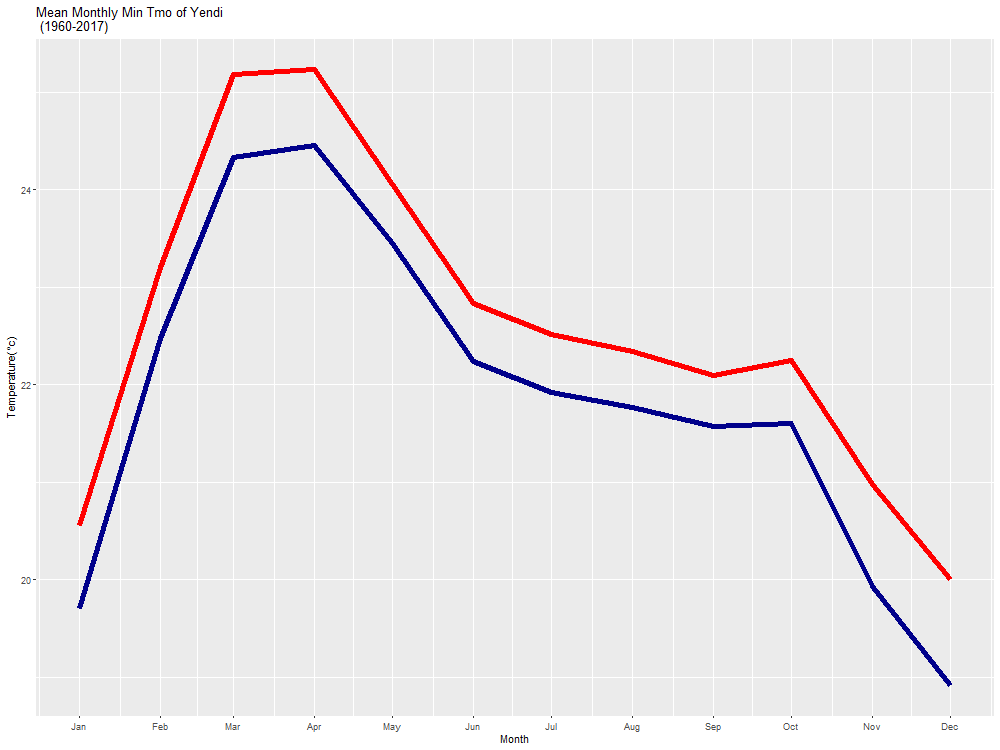 Mean Monthly Min Tmo of Yendi
(1960-2017)
Temperature(°c)
24
22
20
Jan Feb Mar Apr May Jun Jul Aug Sep Oct Nov Dec
Month